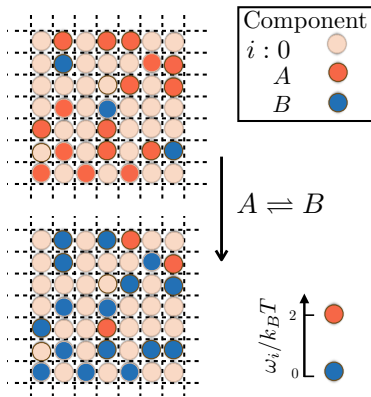 Component
i : 0
A
B
A ⇌ B
ω_i/k_BT
2
0